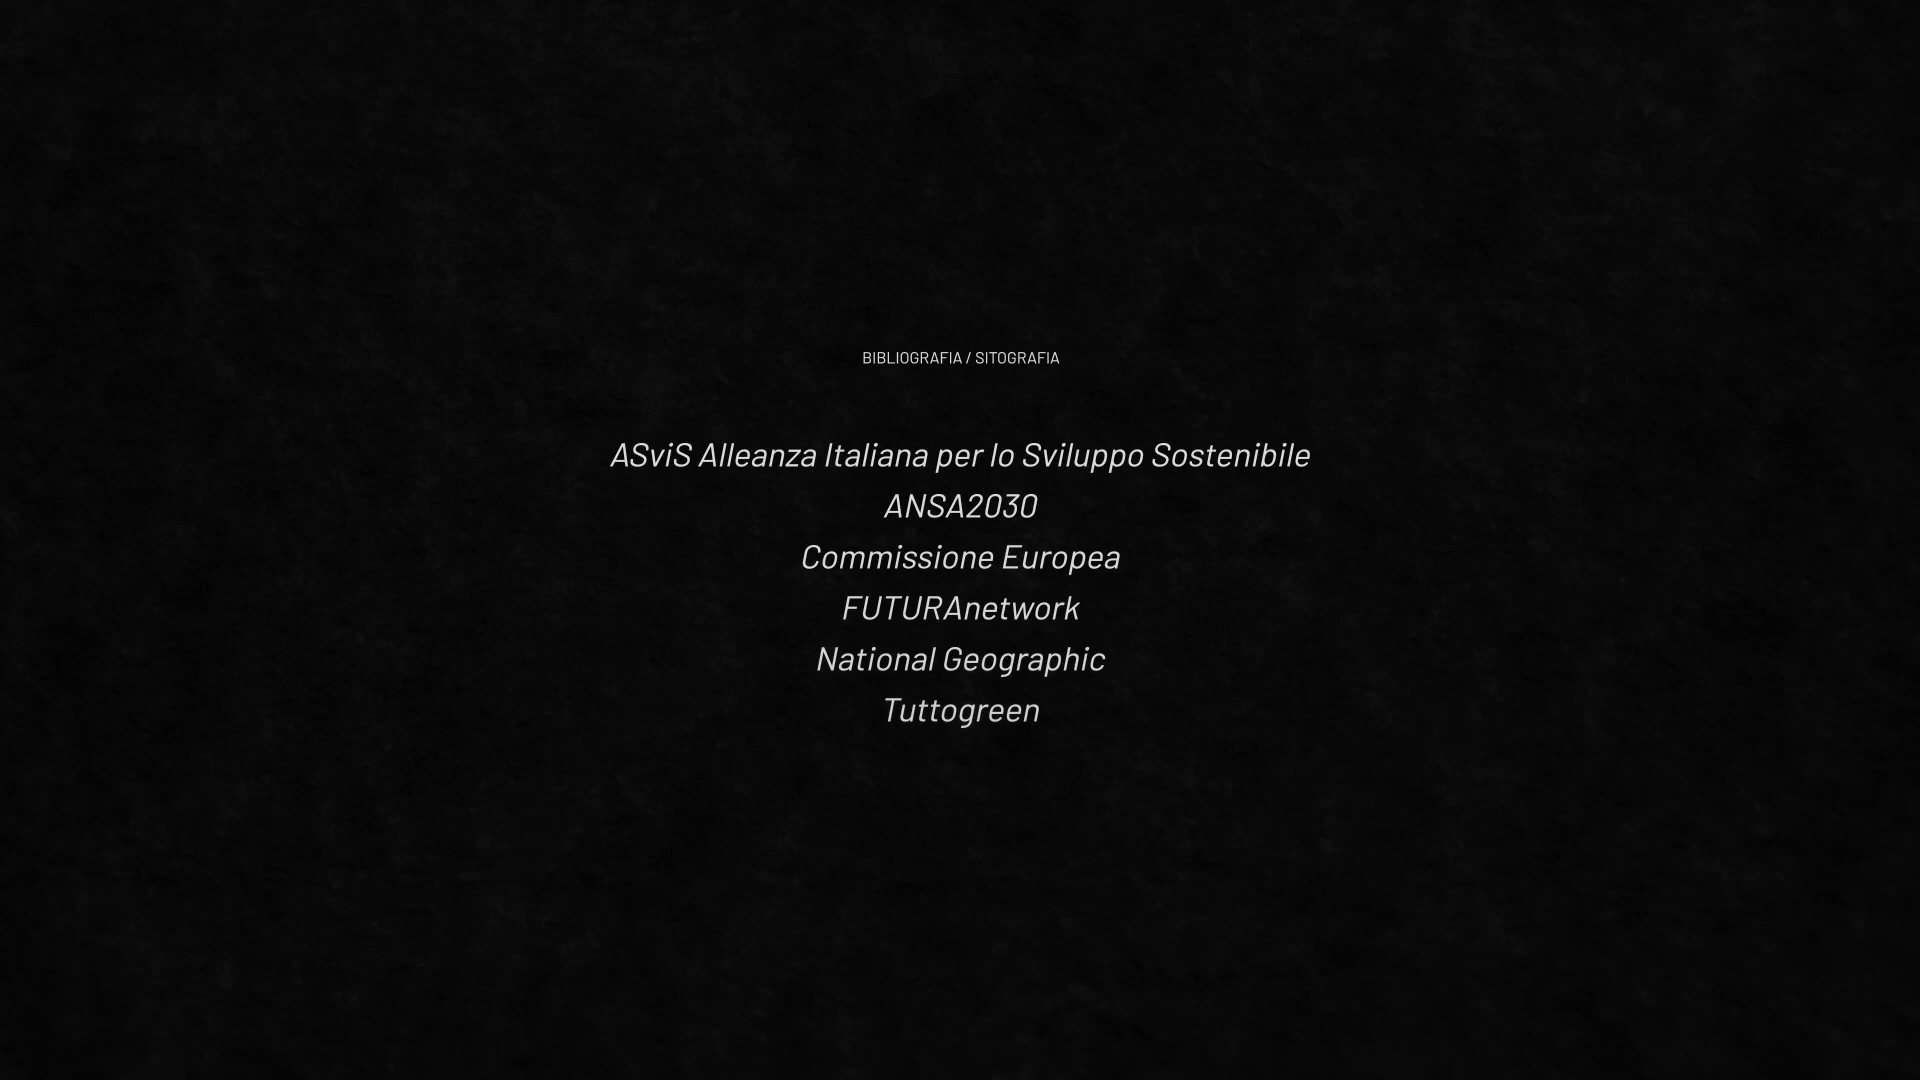 BIBLIOGRAFIA / SITOGRAFIA
ASviS Alleanza Italiana per lo Sviluppo Sostenibile
ANSA2030
Commissione Europea
FUTURAnetwork
National Geographic
Tuttogreen